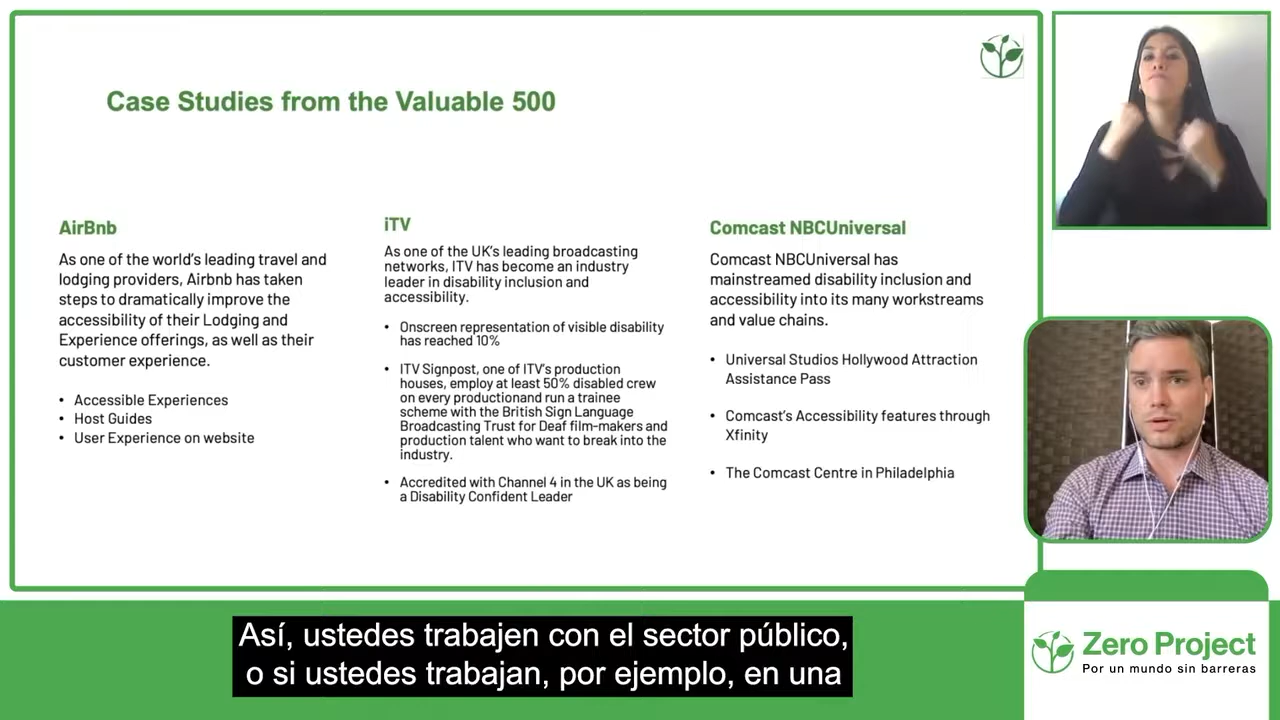 Case Studies from the Valuable 500
AirBnb
As one of the world's leading travel and
lodging providers, Airbnb has taken
steps to dramatically improve the
accessibility of their Lodging and
Experience offerings, as well as their
customer experience.
• Accessible Experiences
• Host Guides
• User Experience on website
iTV
As one of the UK's leading broadcasting
networks, ITV has become an industry
leader in disability inclusion and
accessibility.
• Onscreen representation of visible disability
has reached 10%
• ITV Signpost, one of ITV's production
houses, employ at least 50% disabled crew
on every productionand run a trainee
scheme with the British Sign Language
Broadcasting Trust for Deaf film-makers and
production talent who want to break into the
industry.
• Accredited with Channel 4 in the UK as being
a Disability Confident Leader
Comcast NBCUniversal
Comcast NBCUniversal has
mainstreamed disability inclusion and
accessibility into its many workstreams
and value chains.
• Universal Studios Hollywood Attraction
Assistance Pass
• Comcast's Accessibility features through
Xfinity
• The Comcast Centre in Philadelphia
Así, ustedes trabajen con el sector público,
o si ustedes trabajan, por ejemplo, en una
Zero Project
Por un mundo sin barreras